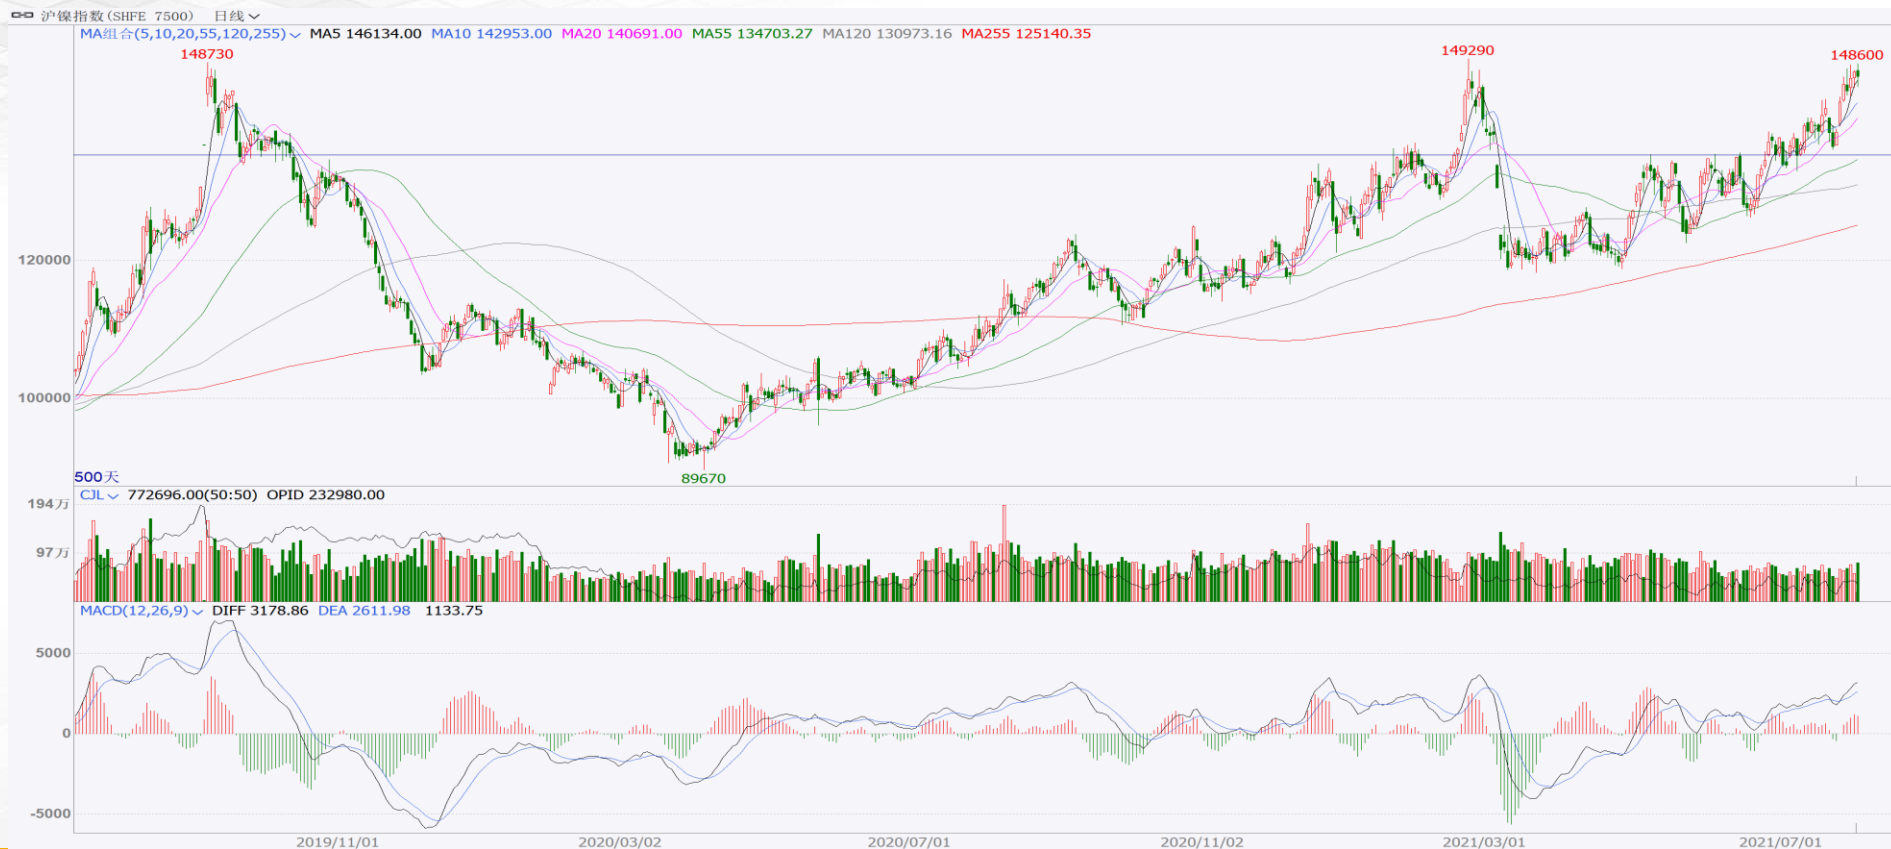 沪镍指数(SHFE 7500) 日线
MA组合(5,10,20,55,120,255) MA5 146134.00 MA10 142953.00 MA20 140691.00 MA55 134703.27 MA120 130973.16 MA255 125140.35
148730
149290
148600
120000
100000
89670
500天
CJL 772696.00(50:50) OPID 232980.00
194万
97万
MACD(12,26,9) DIFF 3178.86 DEA 2611.98 1133.75
5000
0
-5000
2019/11/01 2020/03/02 2020/07/01 2020/11/02 2021/03/01 2021/07/01